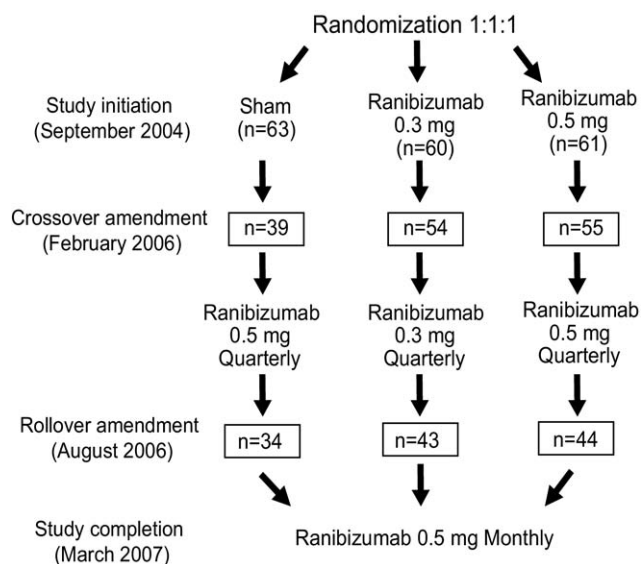 Randomization 1:1:1
Study initiation
(September 2004)
Sham
(n=63)
Ranibizumab
0.3 mg
(n=60)
Ranibizumab
0.5 mg
(n=61)
Crossover amendment
(February 2006)
n=39
n=54
n=55
Ranibizumab
0.5 mg
Quarterly
Ranibizumab
0.3 mg
Quarterly
Ranibizumab
0.5 mg
Quarterly
Rollover amendment
(August 2006)
n=34
n=43
n=44
Study completion
(March 2007)
Ranibizumab 0.5 mg Monthly